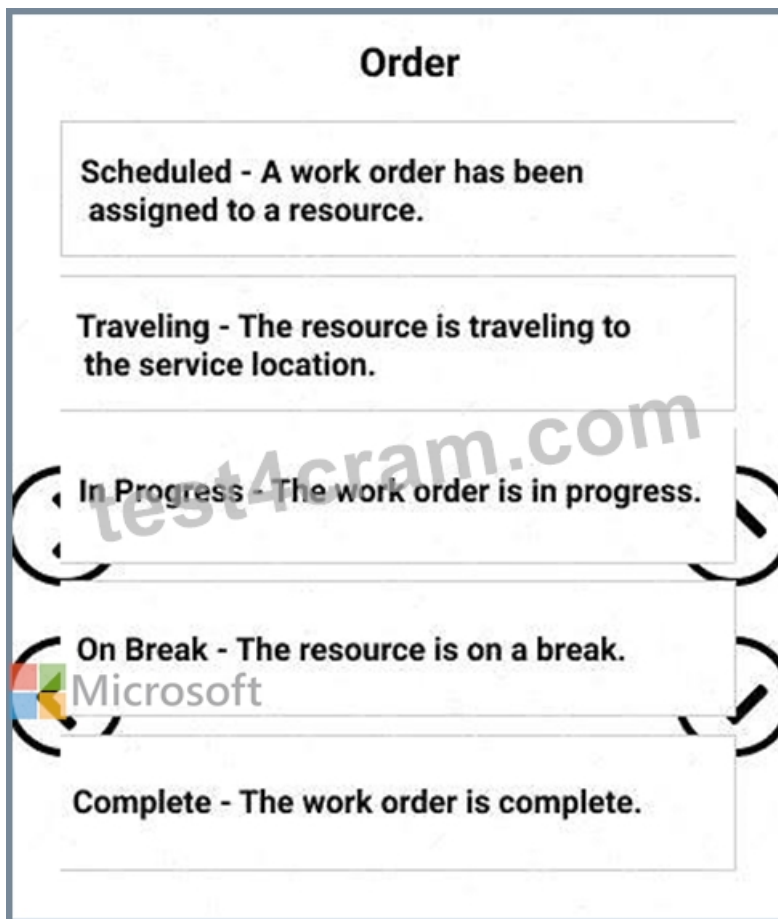 Order
Scheduled - A work order has been
assigned to a resource.
Traveling - The resource is traveling to
the service location.
test4cram.com
In Progress - The work order is in progress.
On Break - The resource is on a break.
Microsoft
Complete - The work order is complete.